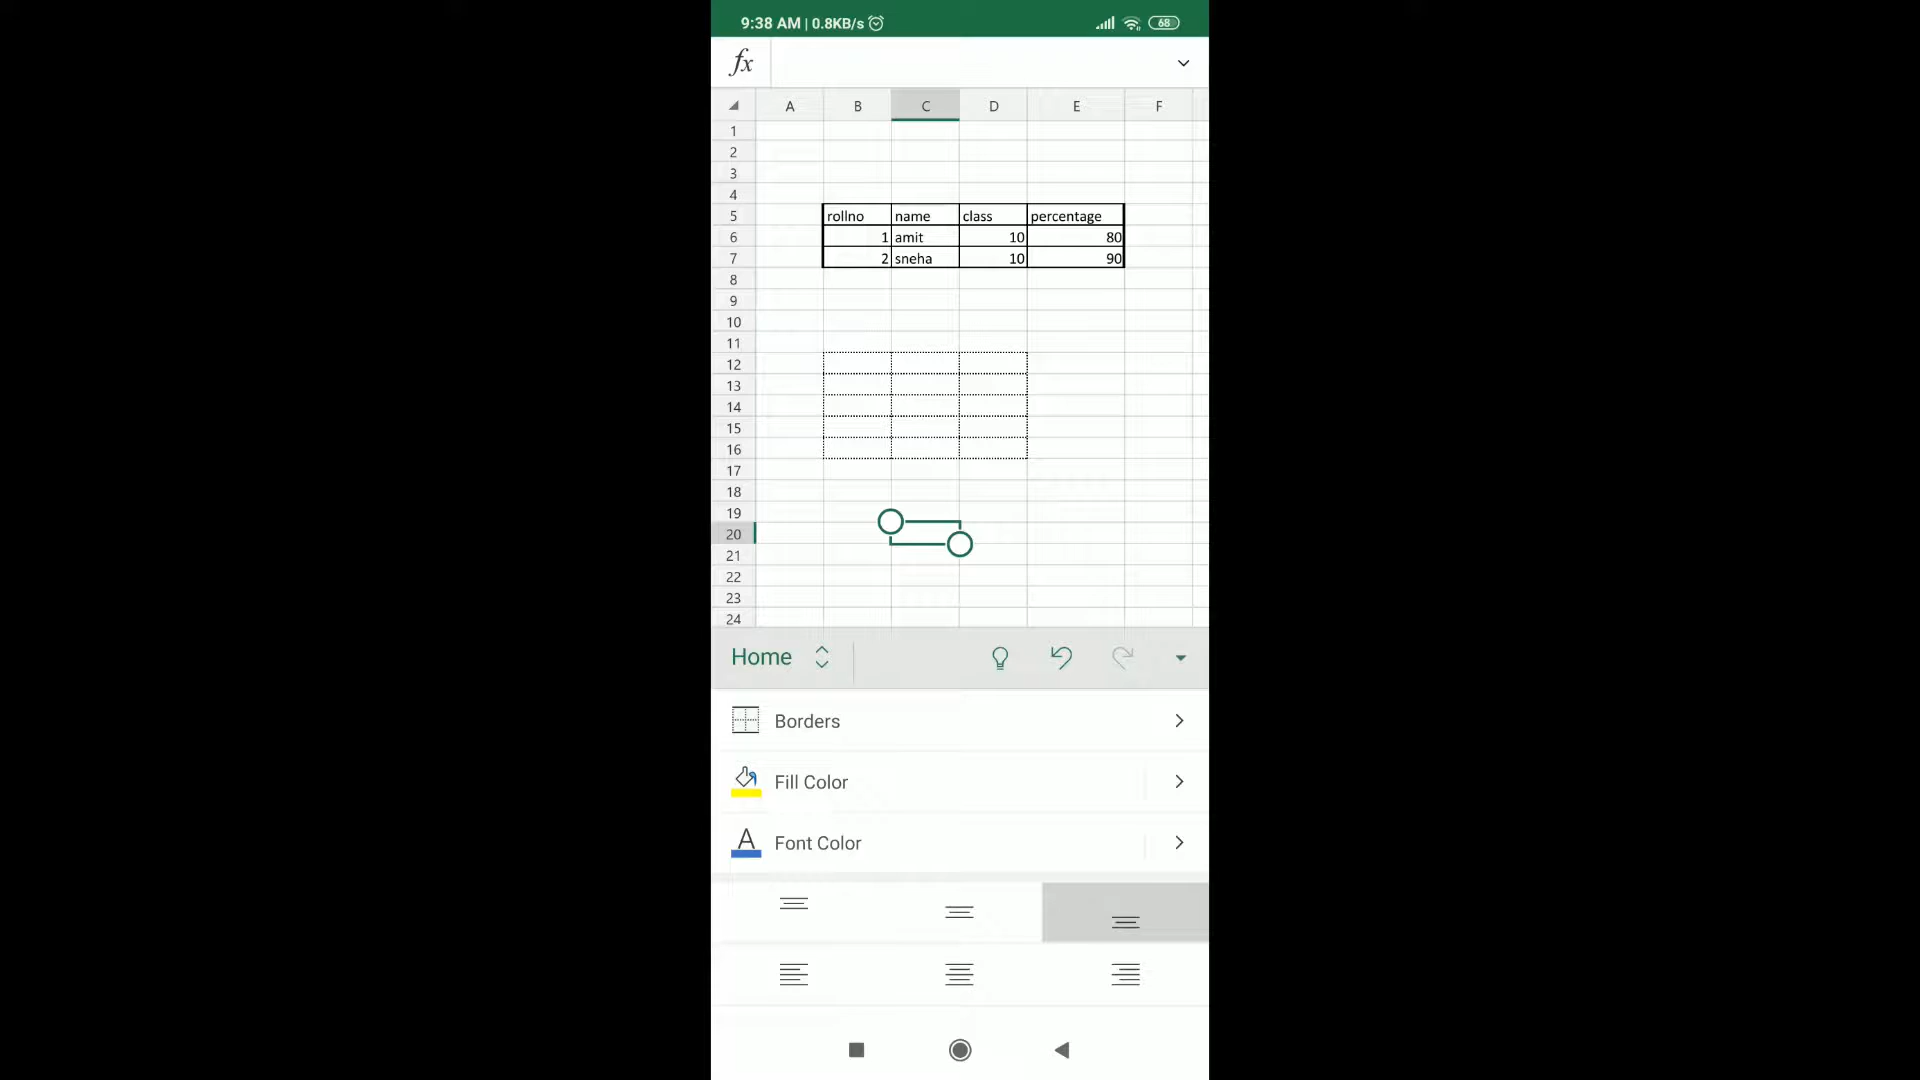 9:38 AM | 0.8KB/s 68
fx
A B C D E F
1
2
3
4
5 rollno name class percentage
6 1 amit 10 80
7 2 sneha 10 90
8
9
10
11
12
13
14
15
16
17
18
19
20
21
22
23
24
Home
Borders
Fill Color
A Font Color